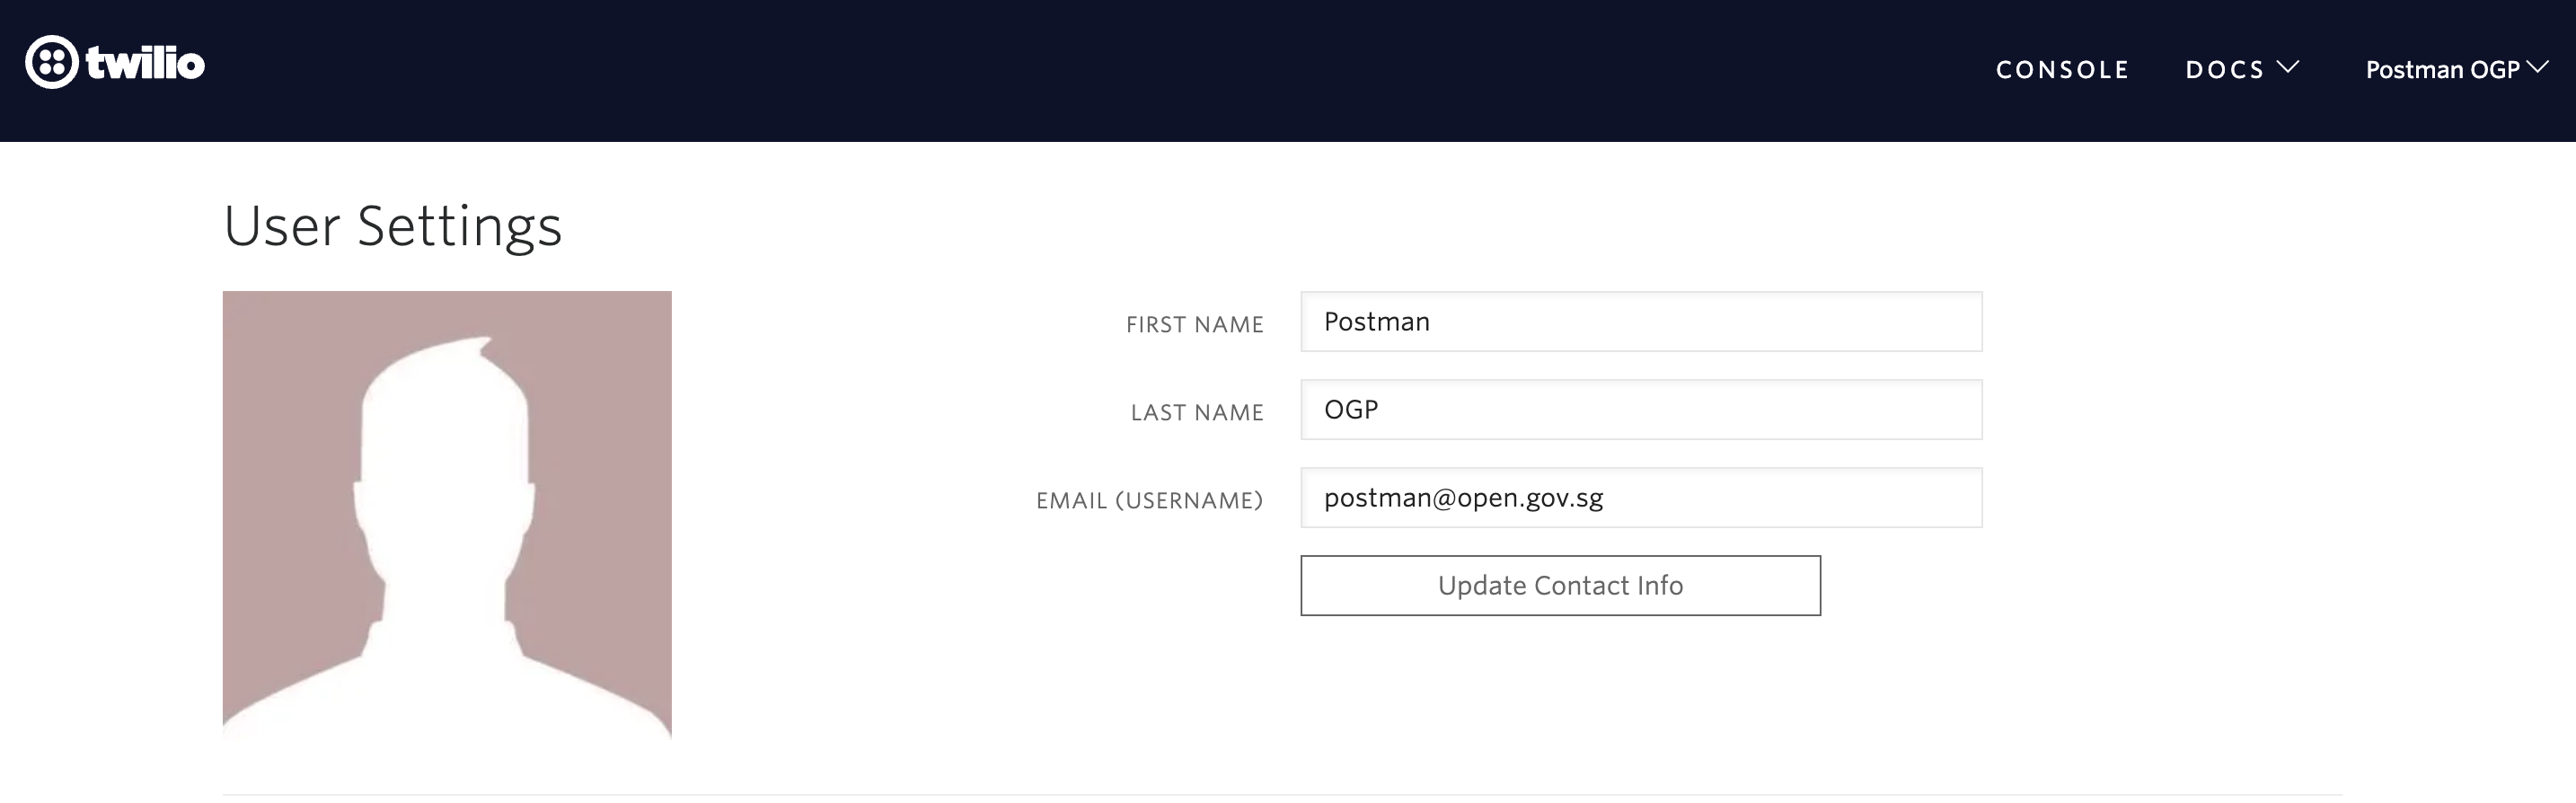 twilio
CONSOLE
DOCS
Postman OGP
User Settings
FIRST NAME
Postman
LAST NAME
OGP
EMAIL (USERNAME)
postman@open.gov.sg
Update Contact Info